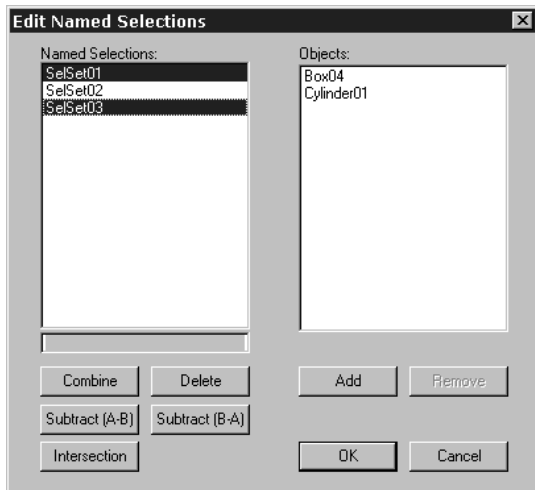 Edit Named Selections
Named Selections:
SelSet01
SelSet02
SelSet03
Objects:
Box04
Cylinder01
Combine
Delete
Add
Remove
Subtract (A-B)
Subtract (B-A)
Intersection
OK
Cancel